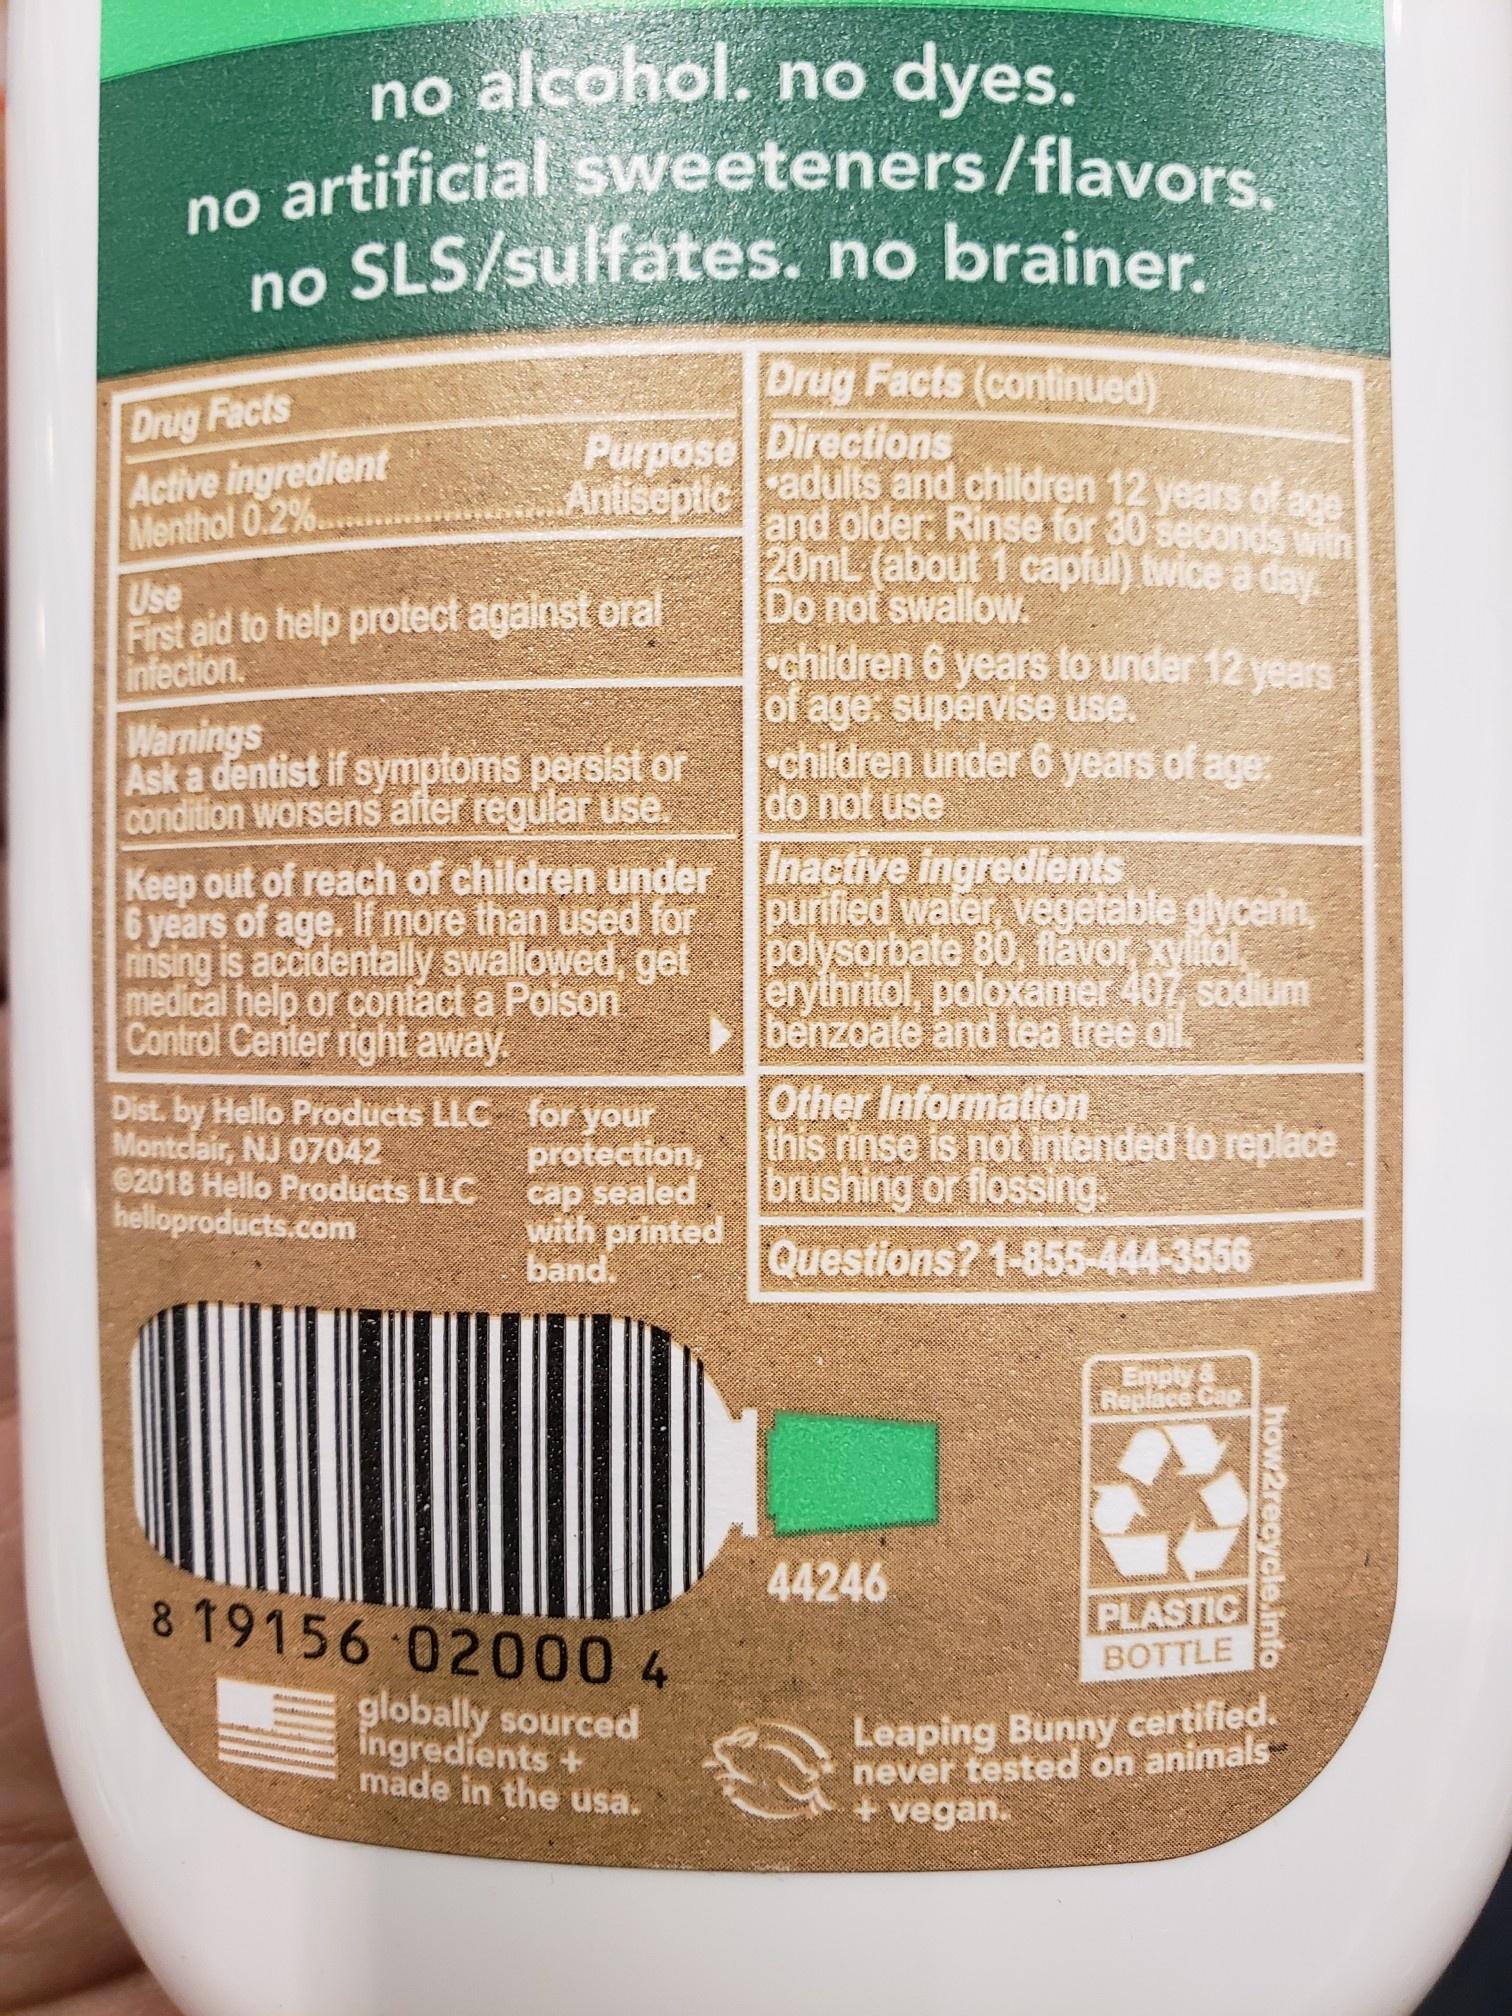 no alcohol. no dyes.
no artificial sweeteners/flavors.
no SLS/sulfates. no brainer.
Drug Facts
Active ingredient Purpose
Menthol 0.2%..............................Antiseptic
Use
First aid to help protect against oral
infection.
Warnings
Ask a dentist if symptoms persist or
condition worsens after regular use.
Keep out of reach of children under
6 years of age. If more than used for
rinsing is accidentally swallowed, get
medical help or contact a Poison
Control Center right away.
Drug Facts (continued)
Directions
•adults and children 12 years of age
and older: Rinse for 30 seconds with
20mL (about 1 capful) twice a day.
Do not swallow.
•children 6 years to under 12 years
of age: supervise use.
•children under 6 years of age:
do not use
Inactive ingredients
purified water, vegetable glycerin,
polysorbate 80, flavor, xylitol,
erythritol, poloxamer 407, sodium
benzoate and tea tree oil.
Other Information
this rinse is not intended to replace
brushing or flossing.
Questions? 1-855-444-3556
Dist. by Hello Products LLC
Montclair, NJ 07042
©2018 Hello Products LLC
helloproducts.com
for your
protection,
cap sealed
with printed
band.
8 19156 02000 4
44246
Empty &
Replace Cap
PLASTIC
BOTTLE
how2recycle.info
globally sourced
ingredients +
made in the usa.
Leaping Bunny certified.
never tested on animals
+ vegan.